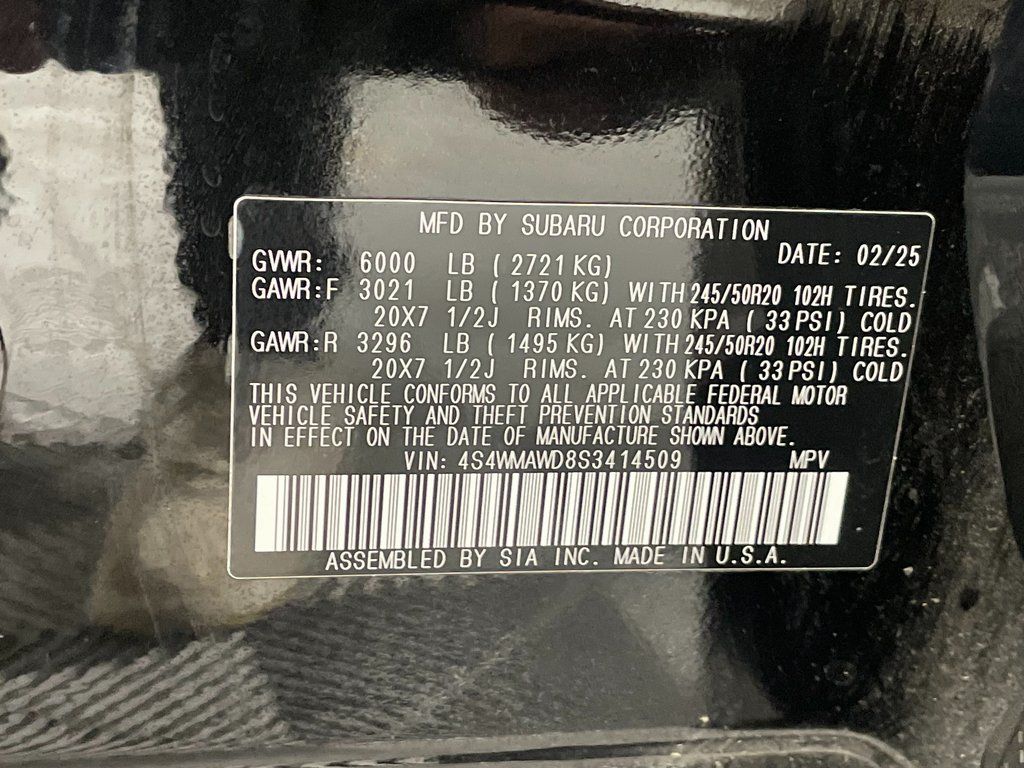 MFD BY SUBARU CORPORATION
DATE: 02/25
GVWR: 6000 LB ( 2721 KG)
GAWR:F 3021 LB ( 1370 KG) WITH 245/50R20 102H TIRES.
20X7 1/2J RIMS. AT 230 KPA ( 33 PSI) COLD
GAWR:R 3296 LB ( 1495 KG) WITH 245/50R20 102H TIRES.
20X7 1/2J RIMS. AT 230 KPA ( 33 PSI) COLD
THIS VEHICLE CONFORMS TO ALL APPLICABLE FEDERAL MOTOR
VEHICLE SAFETY AND THEFT PREVENTION STANDARDS
IN EFFECT ON THE DATE OF MANUFACTURE SHOWN ABOVE.
VIN: 4S4WMAWD8S3414509 MPV
ASSEMBLED BY SIA INC. MADE IN U.S.A.